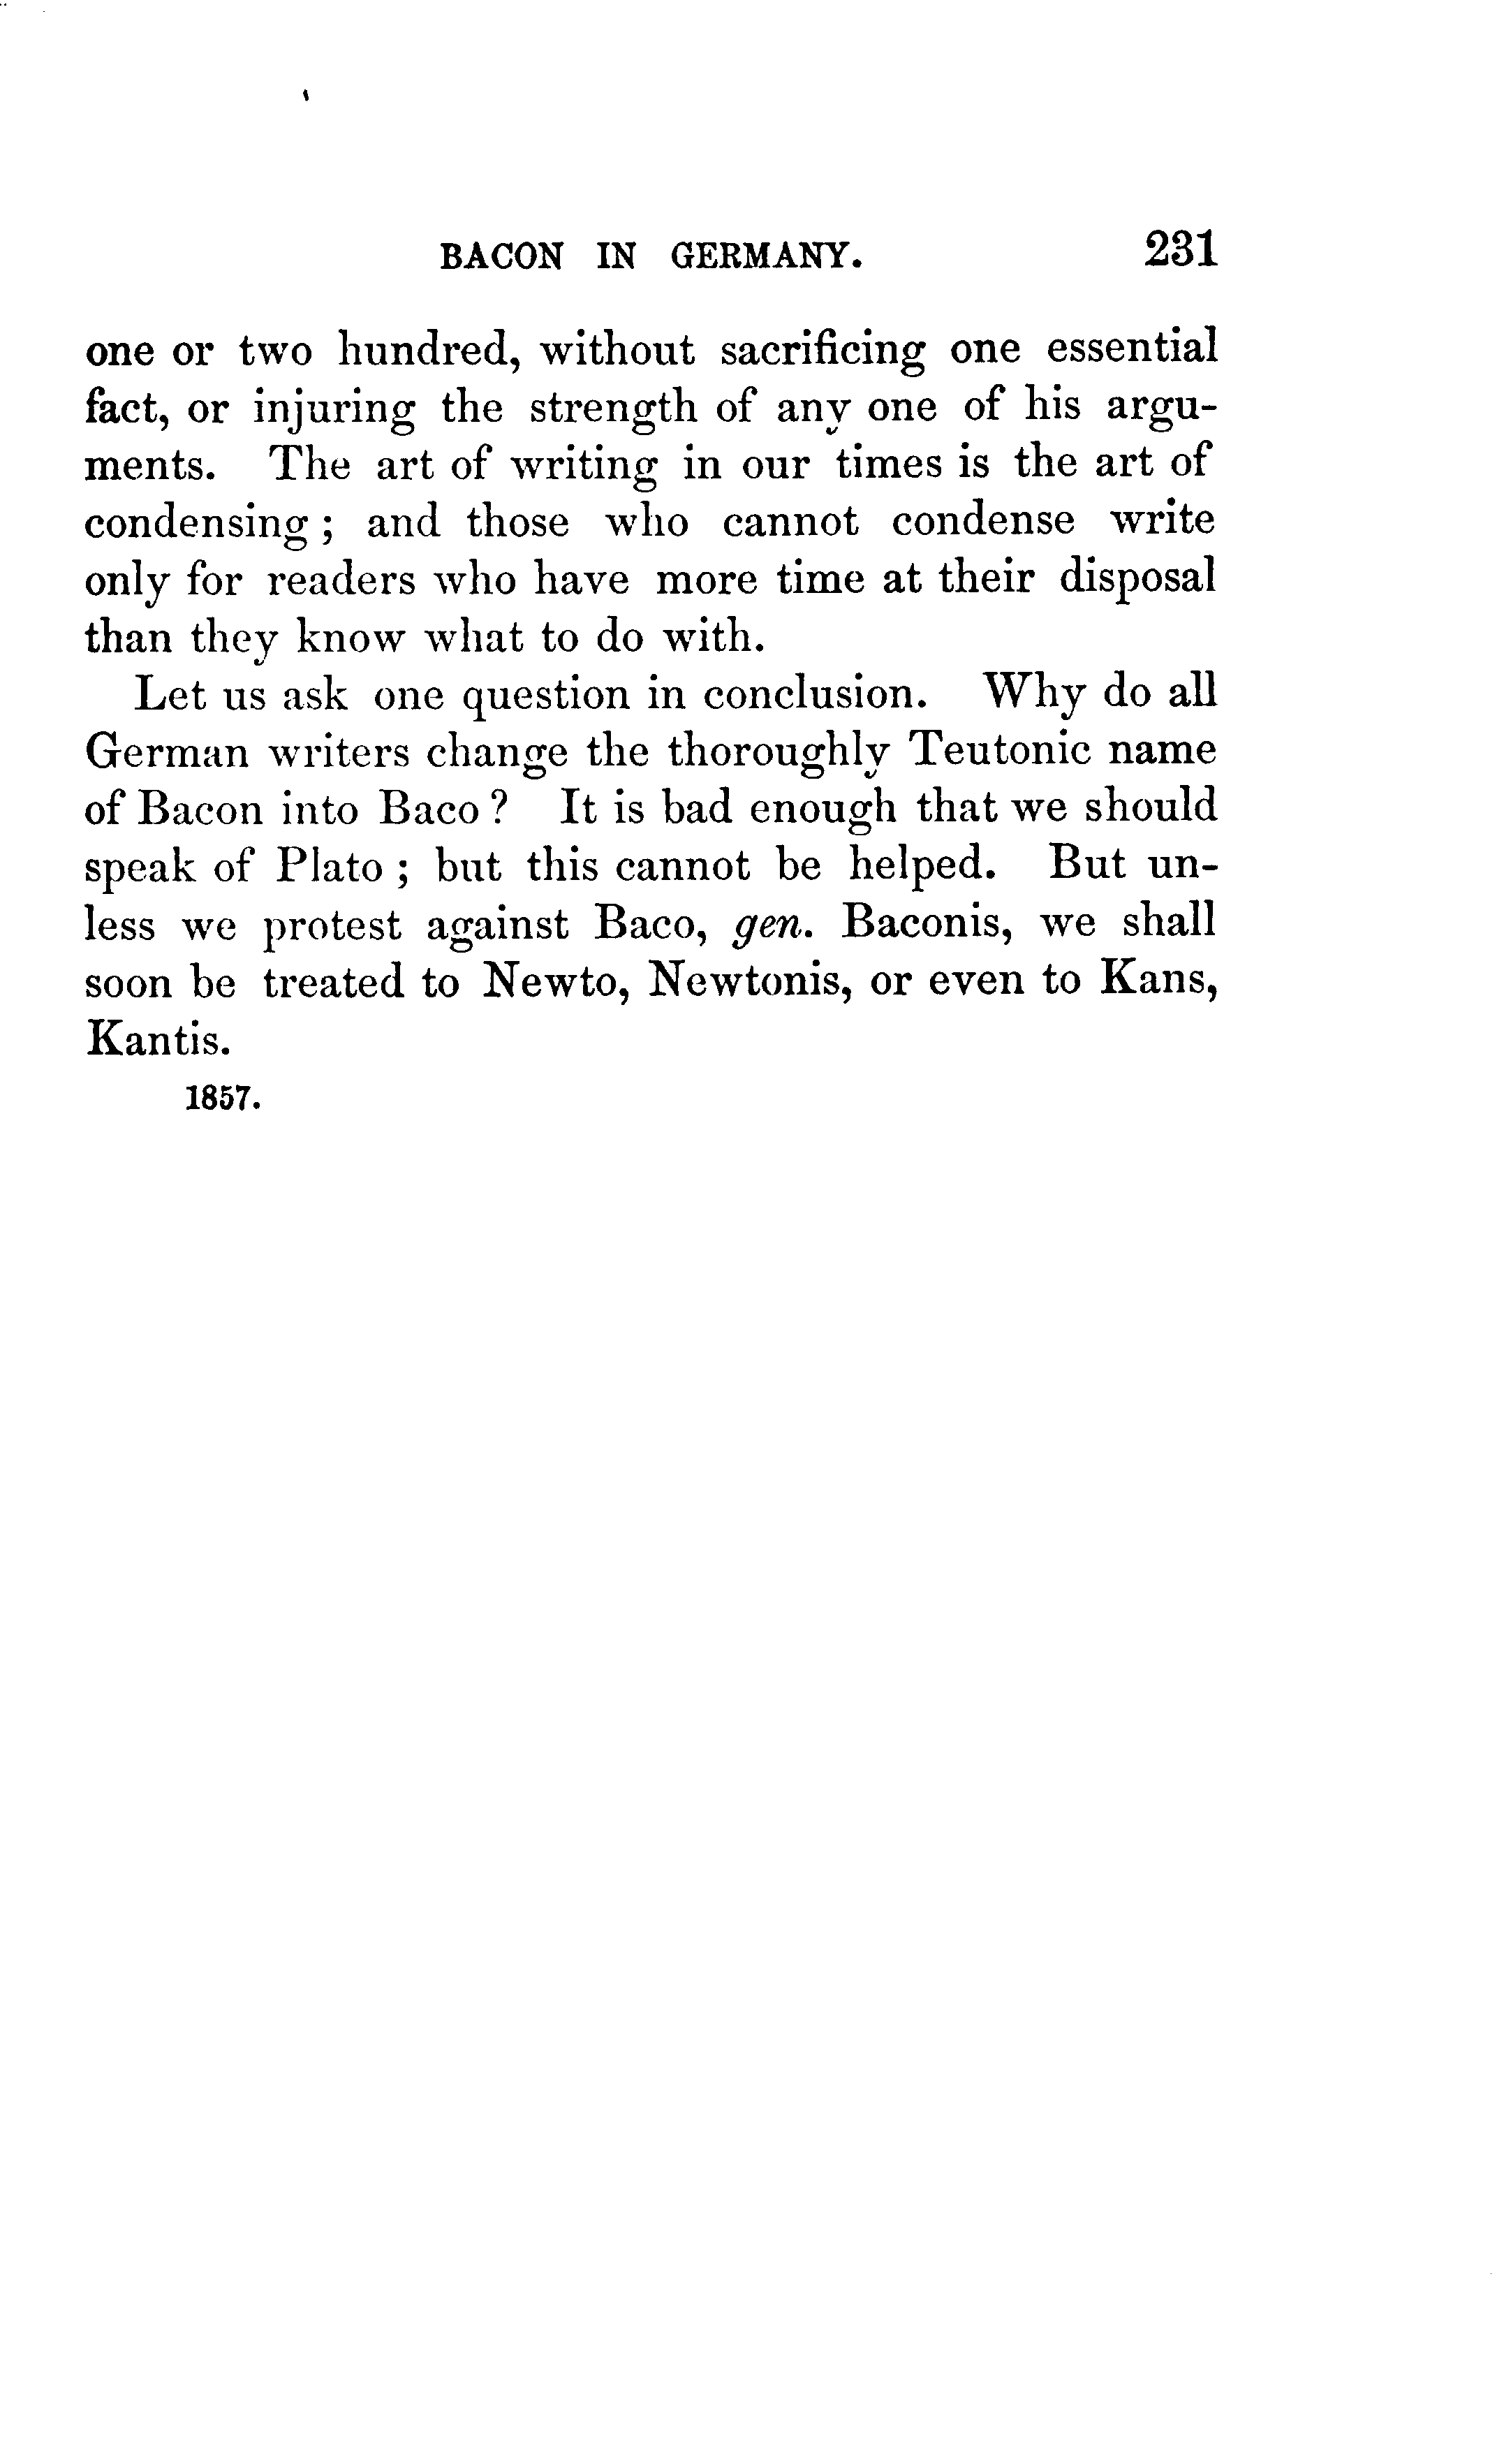 BACON IN GERMANY. 231
one or two hundred, without sacrificing one essential
fact, or injuring the strength of any one of his argu-
ments. The art of writing in our times is the art of
condensing ; and those who cannot condense write
only for readers who have more time at their disposal
than they know what to do with.
Let us ask one question in conclusion. Why do all
German writers change the thoroughly Teutonic name
of Bacon into Baco ? It is bad enough that we should
speak of Plato ; but this cannot be helped. But un-
less we protest against Baco, gen. Baconis, we shall
soon be treated to Newto, Newtonis, or even to Kans,
Kantis.
1857.